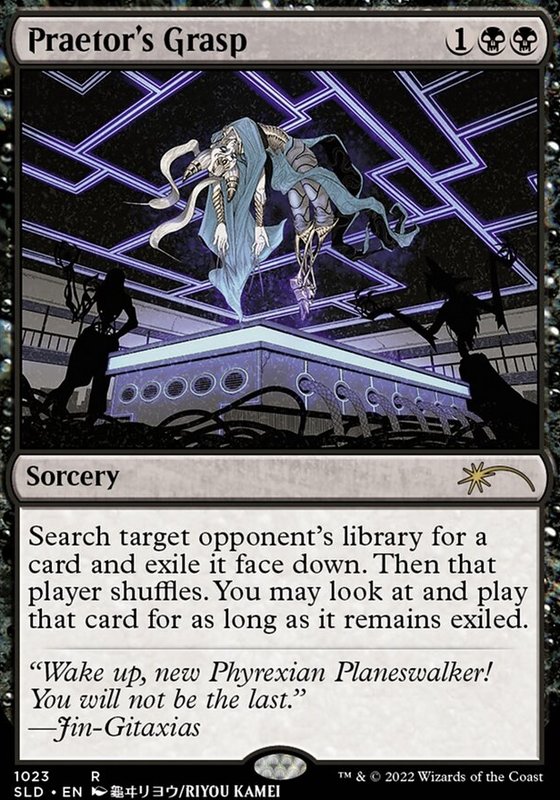 Praetor's Grasp 1
Sorcery
Search target opponent's library for a
card and exile it face down. Then that
player shuffles. You may look at and play
that card for as long as it remains exiled.
“Wake up, new Phyrexian Planeswalker!
You will not be the last.”
—Jin-Gitaxias
1023 R
SLD • EN 龜ヰリヨウ/RIYOU KAMEI
™ & © 2022 Wizards of the Coast